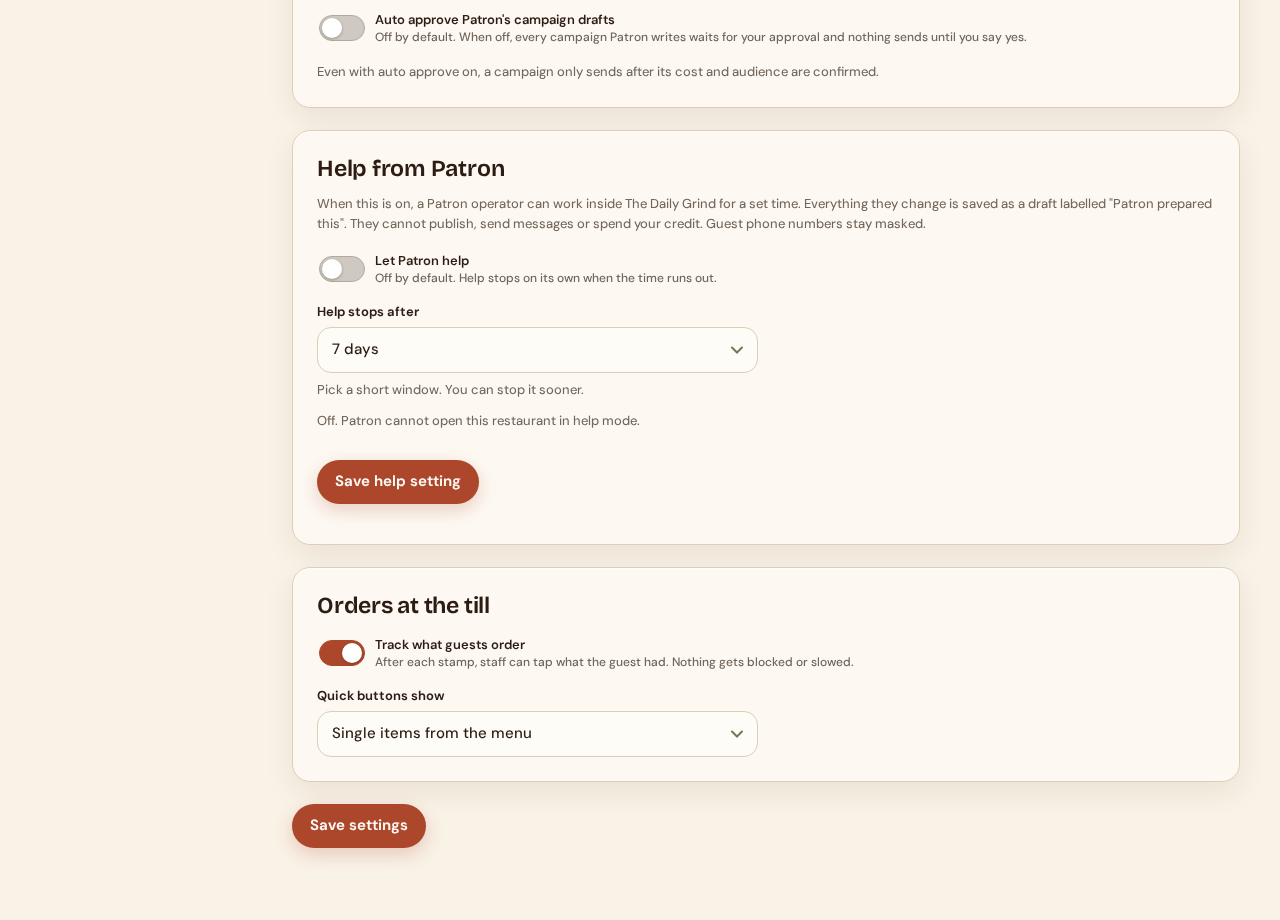 Auto approve Patron's campaign drafts
Off by default. When off, every campaign Patron writes waits for your approval and nothing sends until you say yes.
Even with auto approve on, a campaign only sends after its cost and audience are confirmed.
Help from Patron
When this is on, a Patron operator can work inside The Daily Grind for a set time. Everything they change is saved as a draft labelled "Patron prepared
this". They cannot publish, send messages or spend your credit. Guest phone numbers stay masked.
Let Patron help
Off by default. Help stops on its own when the time runs out.
Help stops after
7 days
Pick a short window. You can stop it sooner.
Off. Patron cannot open this restaurant in help mode.
Save help setting
Orders at the till
Track what guests order
After each stamp, staff can tap what the guest had. Nothing gets blocked or slowed.
Quick buttons show
Single items from the menu
Save settings